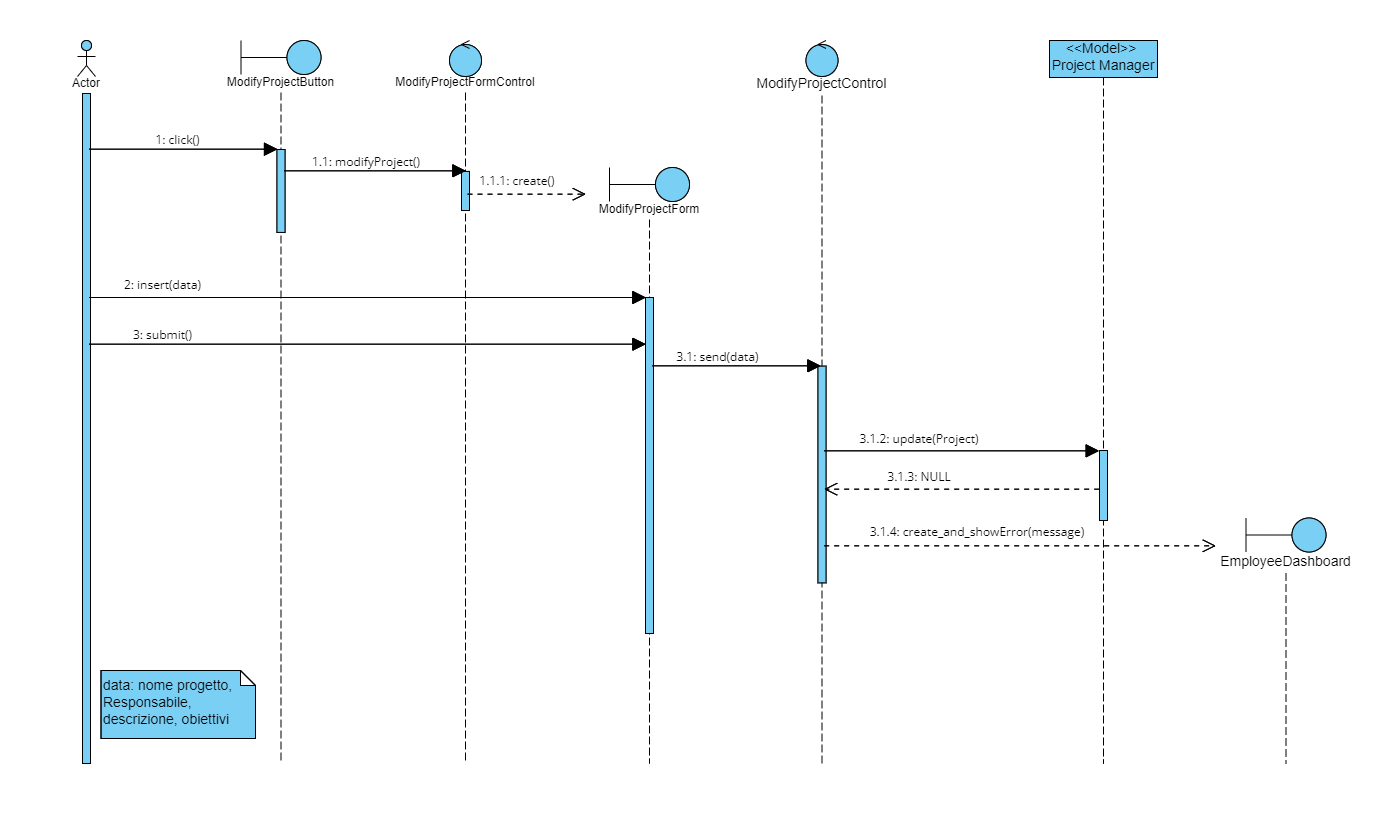 <<Model>>
Project Manager
Actor
ModifyProjectButton
ModifyProjectFormControl
ModifyProjectControl
1: click()
1.1: modifyProject()
1.1.1: create()
ModifyProjectForm
2: insert(data)
3: submit()
3.1: send(data)
3.1.2: update(Project)
3.1.3: NULL
3.1.4: create_and_showError(message)
EmployeeDashboard
data: nome progetto,
Responsabile,
descrizione, obiettivi